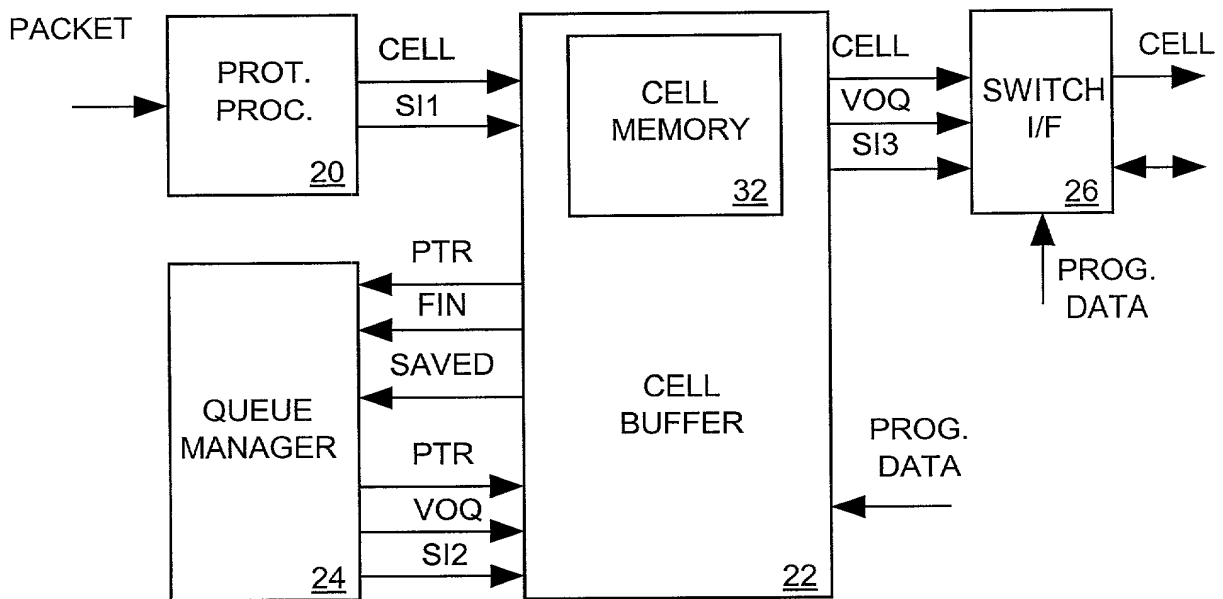 PACKET
PROT.
PROC.
20
CELL
SI1
CELL
MEMORY
32
CELL
VOQ
SI3
SWITCH
I/F
26
CELL
PROG.
DATA
PTR
FIN
SAVED
QUEUE
MANAGER
PTR
VOQ
SI2
24
CELL
BUFFER
22
PROG.
DATA